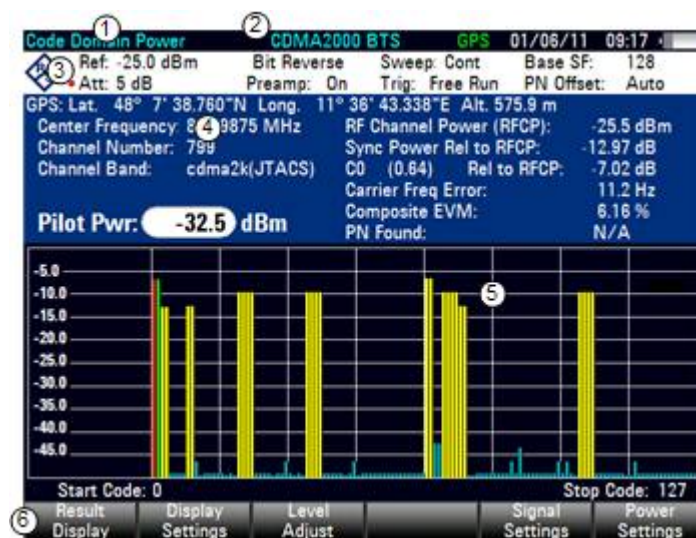 ① ②
Code Domain Power CDMA2000 BTS GPS 01/06/11 09:17
③ Ref: -25.0 dBm Bit Reverse Sweep: Cont Base SF: 128
Att: 5 dB Preamp: On Trig: Free Run PN Offset: Auto
GPS: Lat. 48° 7' 38.760"N Long. 11° 36' 43.338"E Alt. 575.9 m
Center Frequency ④ 9875 MHz RF Channel Power (RFCP): -25.5 dBm
Channel Number: 799 Sync Power Rel to RFCP: -12.97 dB
Channel Band: cdma2k(JTACS) C0 (0.64) Rel to RFCP: -7.02 dB
Carrier Freq Error: 11.2 Hz
Composite EVM: 6.16 %
Pilot Pwr: -32.5 dBm PN Found: N/A
-5.0
-10.0 ⑤
-15.0
-20.0
-25.0
-30.0
-35.0
-40.0
-45.0
Start Code: 0 Stop Code: 127
⑥ Result Display Level Signal Power
Display Settings Adjust Settings Settings